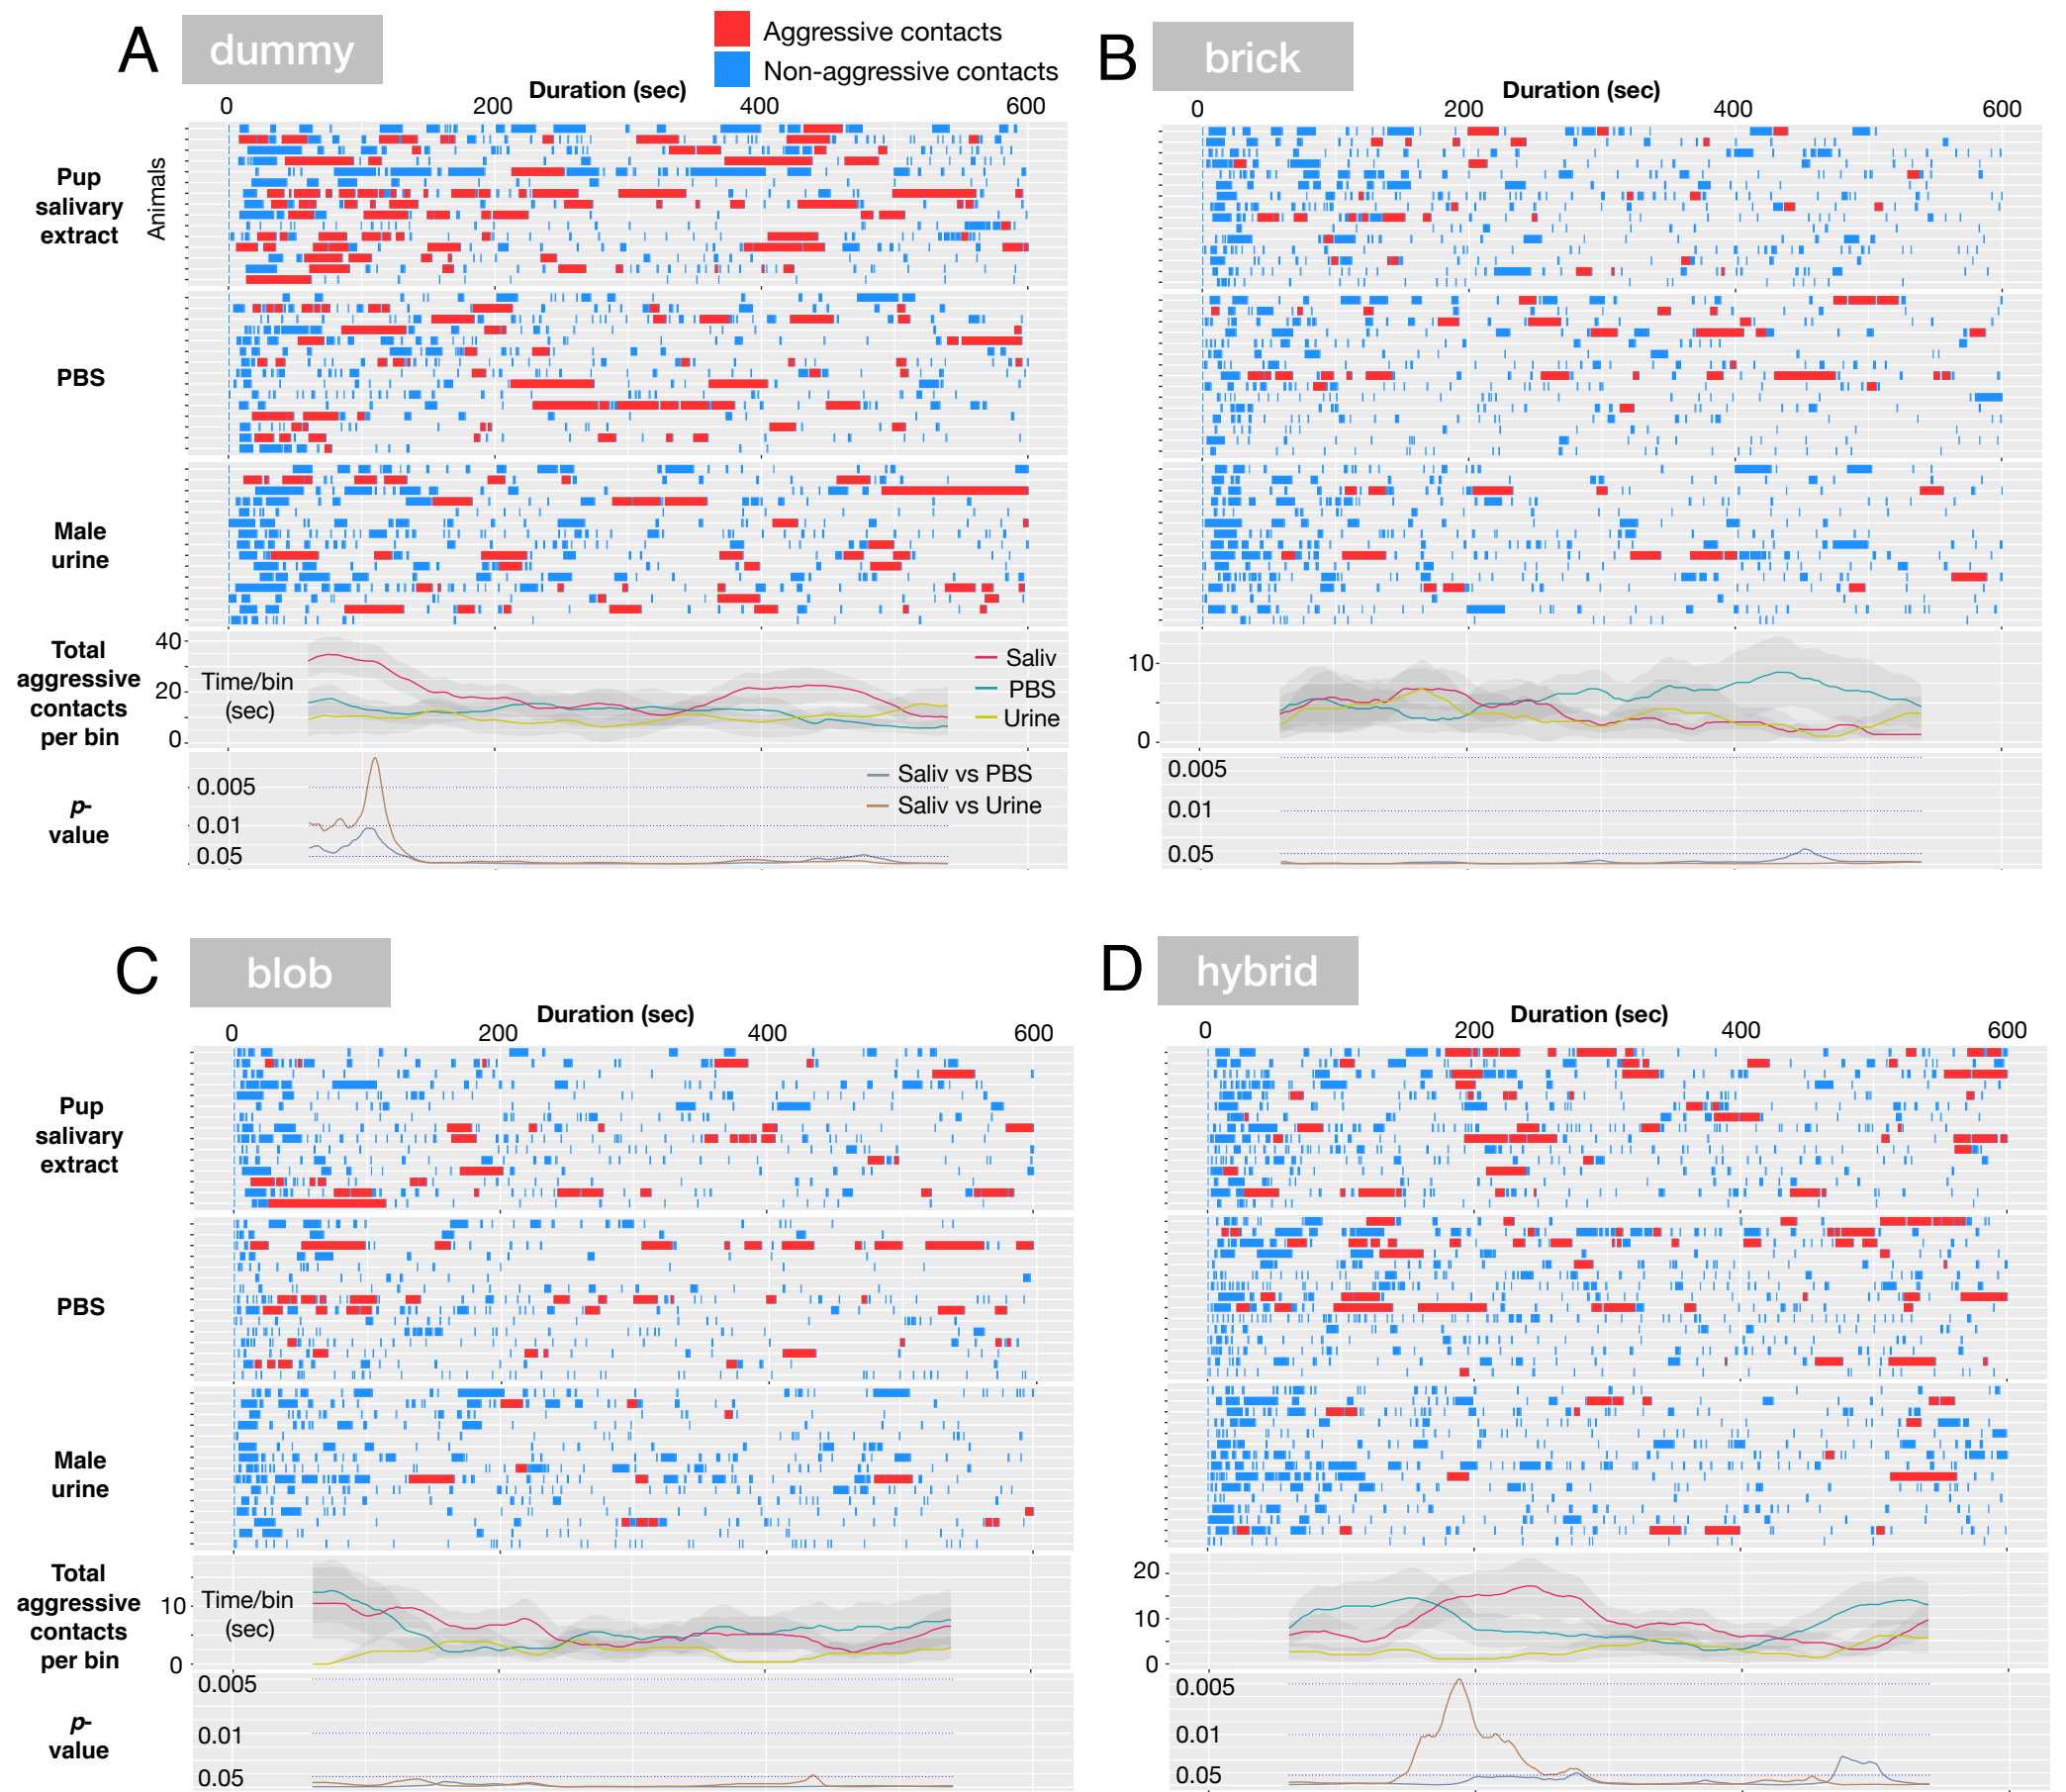 A
dummy
Aggressive contacts
Non-aggressive contacts
Duration (sec)
0 200 400 600
Animals
Pup
salivary
extract
PBS
Male
urine
Total
aggressive
contacts
per bin
40
20
0
Time/bin
(sec)
Saliv
PBS
Urine
p-
value
0.005
0.01
0.05
Saliv vs PBS
Saliv vs Urine
B
brick
Duration (sec)
0 200 400 600
10
0
0.005
0.01
0.05
C
blob
Duration (sec)
0 200 400 600
Pup
salivary
extract
PBS
Male
urine
Total
aggressive
contacts
per bin
10
0
Time/bin
(sec)
p-
value
0.005
0.01
0.05
D
hybrid
Duration (sec)
0 200 400 600
20
10
0
0.005
0.01
0.05